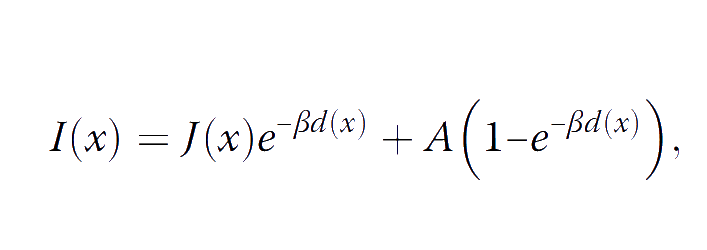 I(x) = J(x)e^{–βd(x)} + A(1–e^{–βd(x)}),